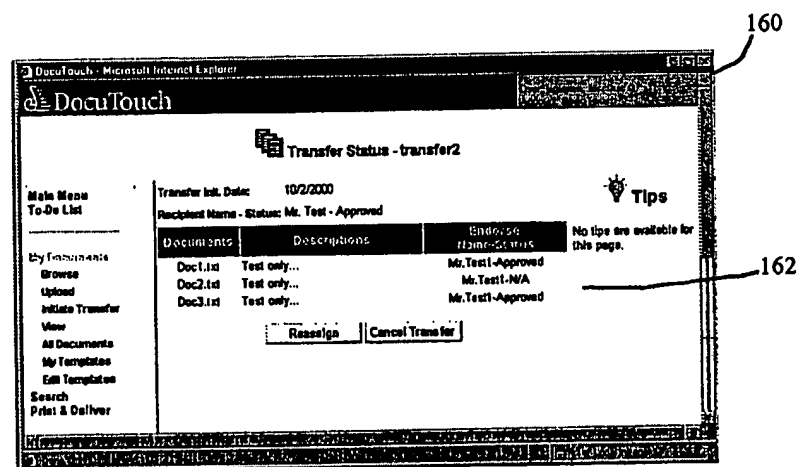 160
DocuTouch - Microsoft Internet Explorer
DocuTouch
Transfer Status - transfer2
Main Menu
To-Do List
My Documents
Browse
Upload
Initiate Transfer
View
All Documents
My Templates
Edit Templates
Search
Print & Deliver
Transfer Init. Date: 10/2/2000
Recipient Name - Status: Mr. Test - Approved
Documents Descriptions Endorse Name-Status
Doc1.txt Test only... Mr.Test1-Approved
Doc2.txt Test only... Mr.Test1-N/A
Doc3.txt Test only... Mr.Test1-Approved
Reassign Cancel Transfer
Tips
No tips are available for
this page.
162